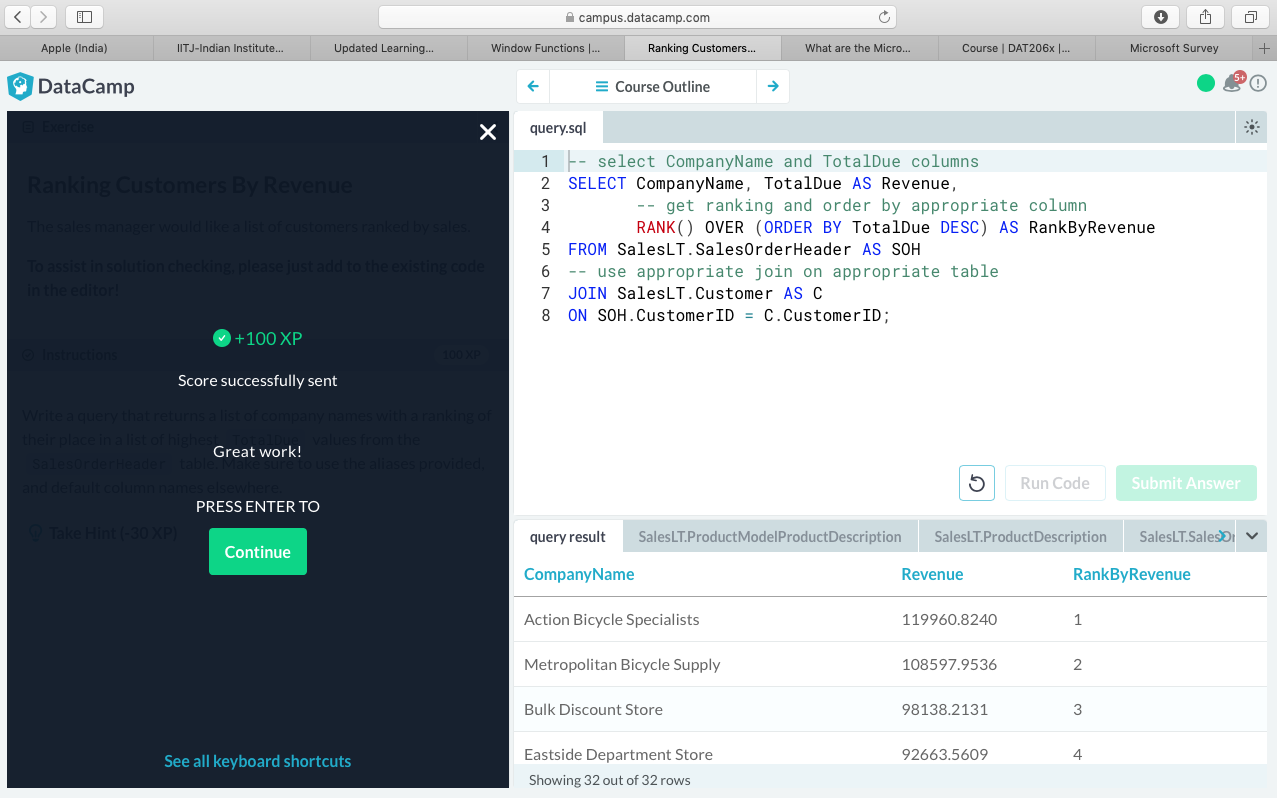 campus.datacamp.com
Apple (India)
IITJ-Indian Institute...
Updated Learning...
Window Functions |...
Ranking Customers...
What are the Micro...
Course | DAT206x |...
Microsoft Survey
DataCamp
Course Outline
5+
Exercise
Ranking Customers By Revenue
The sales manager would like a list of customers ranked by sales.
To assist in solution checking, please just add to the existing code
in the editor!
+100 XP
Instructions
100 XP
Score successfully sent
Write a query that returns a list of company names with a ranking of
their place in a list of highest TotalDue values from the
SalesOrderHeader table. Make sure to use the aliases provided,
and default column names elsewhere.
Great work!
PRESS ENTER TO
Take Hint (-30 XP)
Continue
See all keyboard shortcuts
query.sql
1 -- select CompanyName and TotalDue columns
2 SELECT CompanyName, TotalDue AS Revenue,
3 -- get ranking and order by appropriate column
4 RANK() OVER (ORDER BY TotalDue DESC) AS RankByRevenue
5 FROM SalesLT.SalesOrderHeader AS SOH
6 -- use appropriate join on appropriate table
7 JOIN SalesLT.Customer AS C
8 ON SOH.CustomerID = C.CustomerID;
Run Code
Submit Answer
query result
SalesLT.ProductModelProductDescription
SalesLT.ProductDescription
SalesLT.SalesOr
CompanyName Revenue RankByRevenue
Action Bicycle Specialists 119960.8240 1
Metropolitan Bicycle Supply 108597.9536 2
Bulk Discount Store 98138.2131 3
Eastside Department Store 92663.5609 4
Showing 32 out of 32 rows